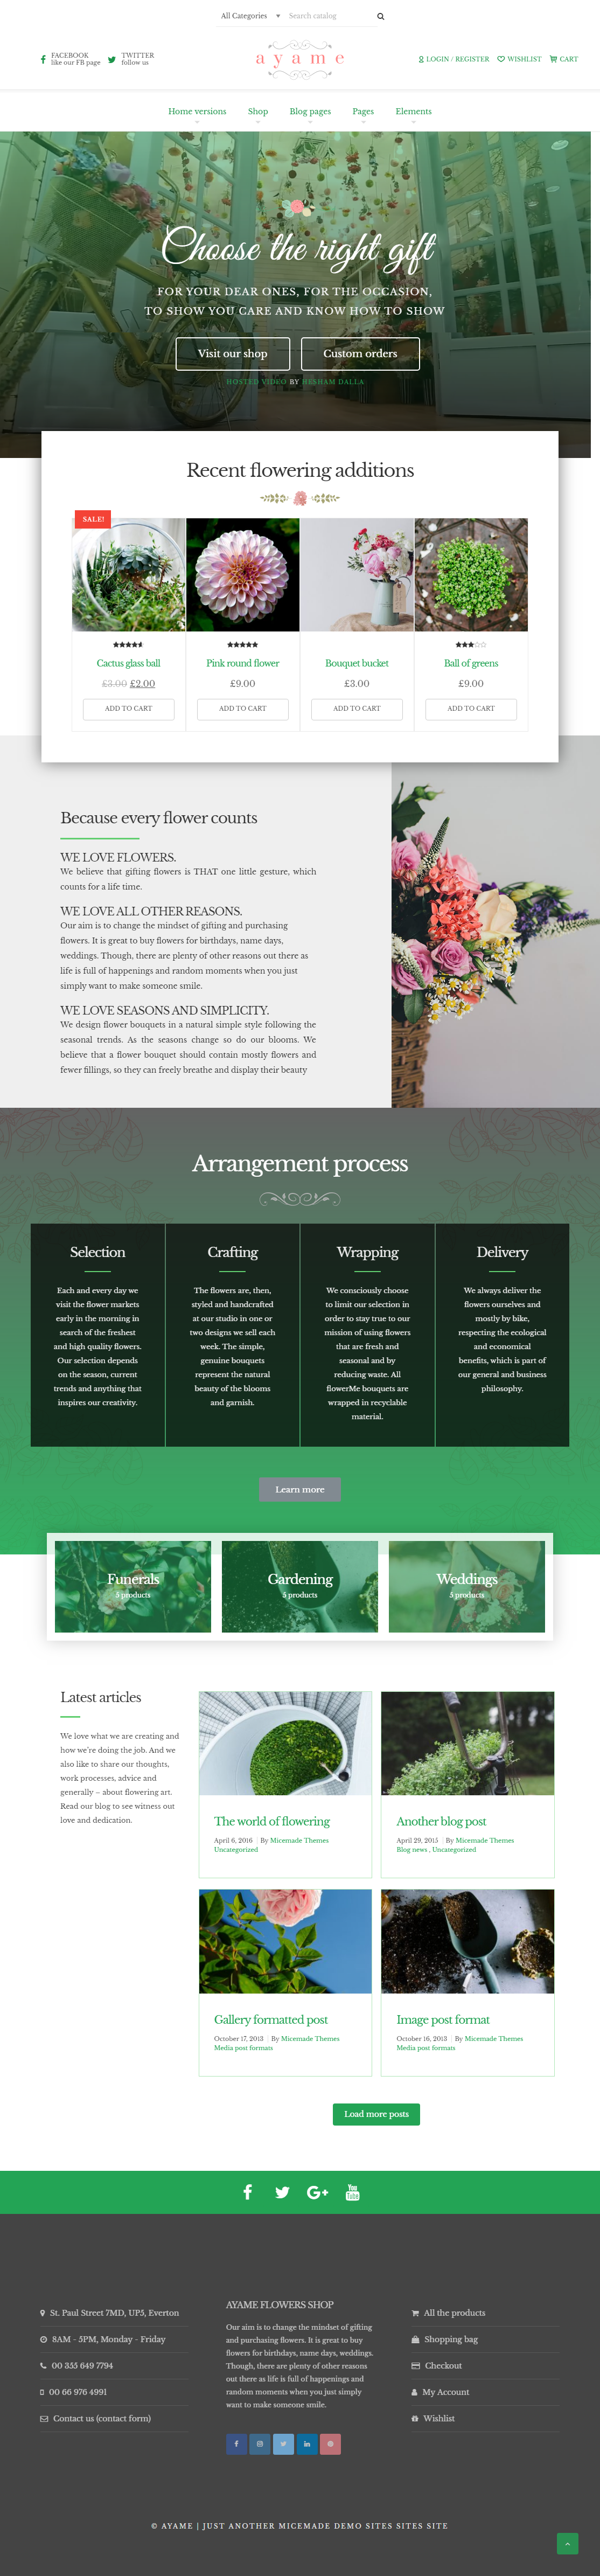 All Categories
Search catalog
FACEBOOK
like our FB page
TWITTER
follow us
ayame
LOGIN / REGISTER
WISHLIST
CART
Home versions
Shop
Blog pages
Pages
Elements
Choose the right gift
FOR YOUR DEAR ONES, FOR THE OCCASION,
TO SHOW YOU CARE AND KNOW HOW TO SHOW
Visit our shop
Custom orders
HOSTED VIDEO BY HESHAM DALLA
Recent flowering additions
SALE!
Cactus glass ball
£3.00 £2.00
ADD TO CART
Pink round flower
£9.00
ADD TO CART
Bouquet bucket
£3.00
ADD TO CART
Ball of greens
£9.00
ADD TO CART
Because every flower counts
WE LOVE FLOWERS.
We believe that gifting flowers is THAT one little gesture, which
counts for a life time.
WE LOVE ALL OTHER REASONS.
Our aim is to change the mindset of gifting and purchasing
flowers. It is great to buy flowers for birthdays, name days,
weddings. Though, there are plenty of other reasons out there as
life is full of happenings and random moments when you just
simply want to make someone smile.
WE LOVE SEASONS AND SIMPLICITY.
We design flower bouquets in a natural simple style following the
seasonal trends. As the seasons change so do our blooms. We
believe that a flower bouquet should contain mostly flowers and
fewer fillings, so they can freely breathe and display their beauty
Arrangement process
Selection
Each and every day we
visit the flower markets
early in the morning in
search of the freshest
and high quality flowers.
Our selection depends
on the season, current
trends and anything that
inspires our creativity.
Crafting
The flowers are, then,
styled and handcrafted
at our studio in one or
two designs we sell each
week. The simple,
genuine bouquets
represent the natural
beauty of the blooms
and garnish.
Wrapping
We consciously choose
to limit our selection in
order to stay true to our
mission of using flowers
that are fresh and
seasonal and by
reducing waste. All
flowerMe bouquets are
wrapped in recyclable
material.
Delivery
We always deliver the
flowers ourselves and
mostly by bike,
respecting the ecological
and economical
benefits, which is part of
our general and business
philosophy.
Learn more
Funerals
5 products
Gardening
5 products
Weddings
5 products
Latest articles
We love what we are creating and
how we're doing the job. And we
also like to share our thoughts,
work processes, advice and
generally – about flowering art.
Read our blog to see witness out
love and dedication.
The world of flowering
April 6, 2016 | By Micemade Themes
Uncategorized
Another blog post
April 29, 2015 | By Micemade Themes
Blog news , Uncategorized
Gallery formatted post
October 17, 2013 | By Micemade Themes
Media post formats
Image post format
October 16, 2013 | By Micemade Themes
Media post formats
Load more posts
You
Tube
St. Paul Street 7MD, UP5, Everton
8AM - 5PM, Monday - Friday
00 355 649 7794
00 66 976 4991
Contact us (contact form)
AYAME FLOWERS SHOP
Our aim is to change the mindset of gifting
and purchasing flowers. It is great to buy
flowers for birthdays, name days, weddings.
Though, there are plenty of other reasons
out there as life is full of happenings and
random moments when you just simply
want to make someone smile.
All the products
Shopping bag
Checkout
My Account
Wishlist
© AYAME | JUST ANOTHER MICEMADE DEMO SITES SITES SITE